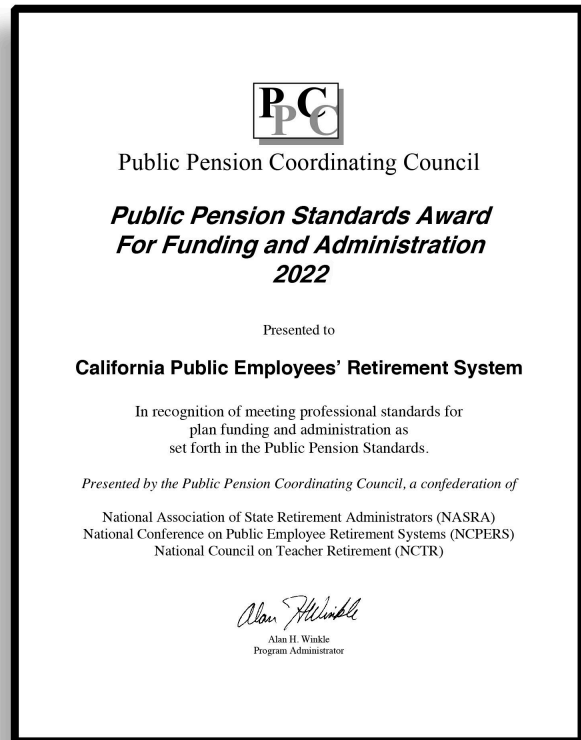 PPCC
Public Pension Coordinating Council
Public Pension Standards Award
For Funding and Administration
2022
Presented to
California Public Employees' Retirement System
In recognition of meeting professional standards for
plan funding and administration as
set forth in the Public Pension Standards.
Presented by the Public Pension Coordinating Council, a confederation of
National Association of State Retirement Administrators (NASRA)
National Conference on Public Employee Retirement Systems (NCPERS)
National Council on Teacher Retirement (NCTR)
Alan H Winkle
Alan H. Winkle
Program Administrator